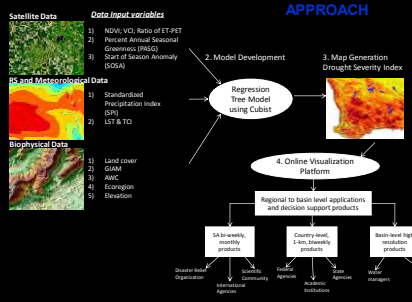 APPROACH
Satellite Data
Data Input variables
1) NDVI; VCI; Ratio of ET-PET
2) Percent Annual Seasonal
Greenness (PASG)
3) Start of Season Anomaly
(SOSA)
RS and Meteorological Data
1) Standardized
Precipitation Index
(SPI)
2) LST & TCI
Biophysical Data
1) Land cover
2) GIAM
3) AWC
4) Ecoregion
5) Elevation
2. Model Development
Regression
Tree Model
using Cubist
3. Map Generation
Drought Severity Index
4. Online Visualization
Platform
Regional to basin level applications
and decision support products
SA bi-weekly,
monthly
products
Country-level,
1-km, biweekly
products
Basin-level high
resolution
products
Disaster Relief
Organization
International
Agencies
Scientific
Community
Federal
Agencies
Academic
Institutions
State
Agencies
Water
managers